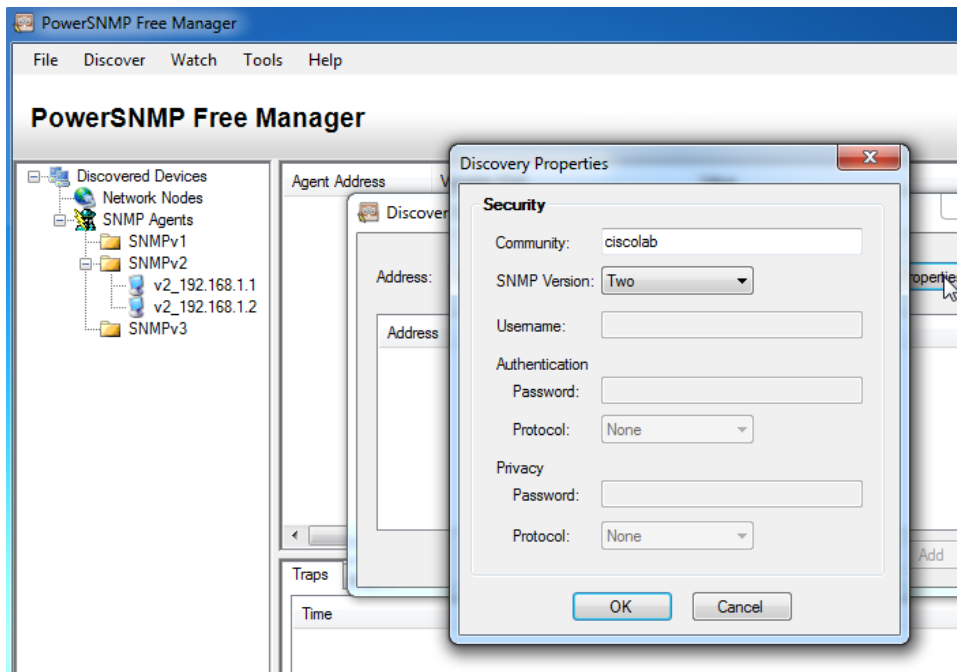 PowerSNMP Free Manager
File Discover Watch Tools Help
PowerSNMP Free Manager
Discovered Devices
Network Nodes
SNMP Agents
SNMPv1
SNMPv2
v2_192.168.1.1
v2_192.168.1.2
SNMPv3
Agent Address
Discover
Address:
Address
Add
Traps
Time
Discovery Properties
Security
Community: ciscolab
SNMP Version: Two
Username:
Authentication
Password:
Protocol: None
Privacy
Password:
Protocol: None
OK Cancel